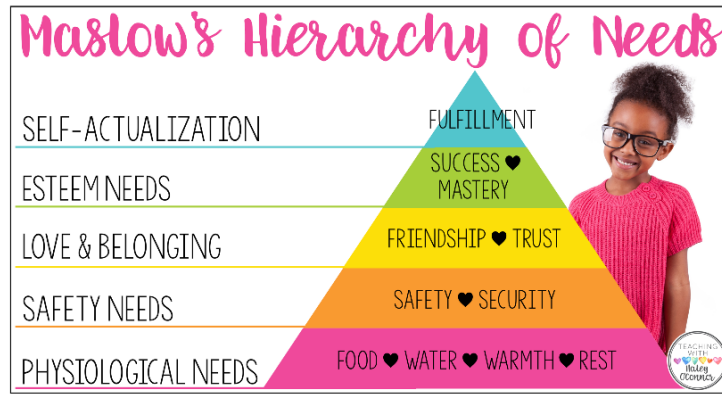 Maslow's Hierarchy of Needs
SELF-ACTUALIZATION
FULFILLMENT
ESTEEM NEEDS
SUCCESS ♥
MASTERY
LOVE & BELONGING
FRIENDSHIP ♥ TRUST
SAFETY NEEDS
SAFETY ♥ SECURITY
PHYSIOLOGICAL NEEDS
FOOD ♥ WATER ♥ WARMTH ♥ REST
TEACHING
WITH
Haley
O'Connor